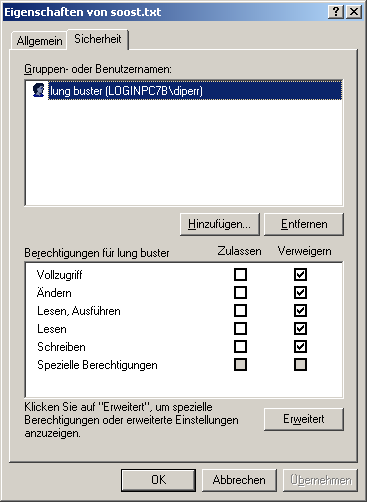 Eigenschaften von soost.txt
Allgemein
Sicherheit
Gruppen- oder Benutzernamen:
lung buster (LOGINPC7B\diperr)
Hinzufügen...
Entfernen
Berechtigungen für lung buster
Zulassen
Verweigern
Vollzugriff
Ändern
Lesen, Ausführen
Lesen
Schreiben
Spezielle Berechtigungen
Klicken Sie auf "Erweitert", um spezielle
Berechtigungen oder erweiterte Einstellungen
anzuzeigen.
Erweitert
OK
Abbrechen
Übernehmen